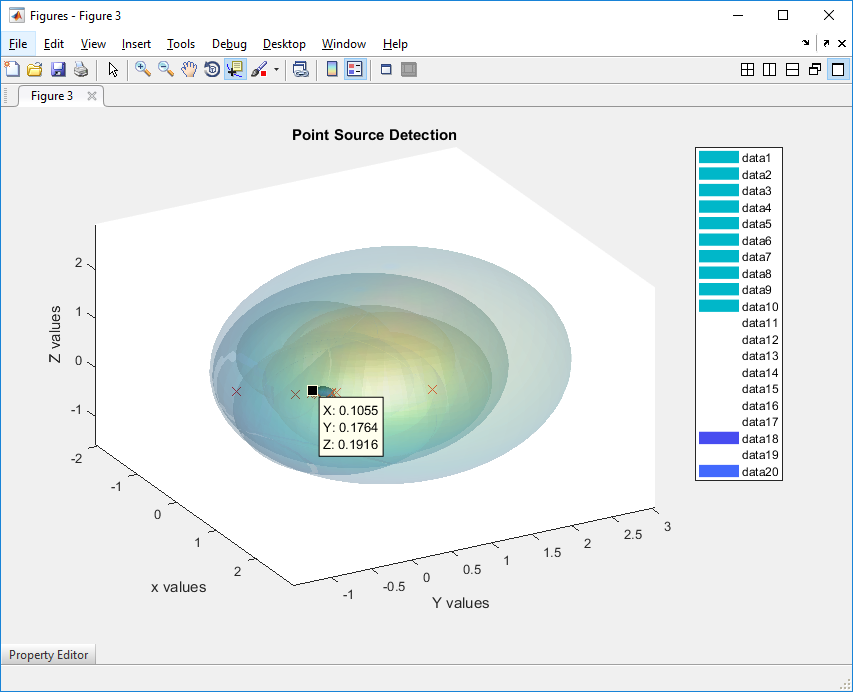 Figures - Figure 3
File Edit View Insert Tools Debug Desktop Window Help
Figure 3
Point Source Detection
2
1
0
-1
Z values
-2
-1
0
1
2
x values
-1
-0.5
0
0.5
1
1.5
2
2.5
3
Y values
X: 0.1055
Y: 0.1764
Z: 0.1916
data1
data2
data3
data4
data5
data6
data7
data8
data9
data10
data11
data12
data13
data14
data15
data16
data17
data18
data19
data20
Property Editor